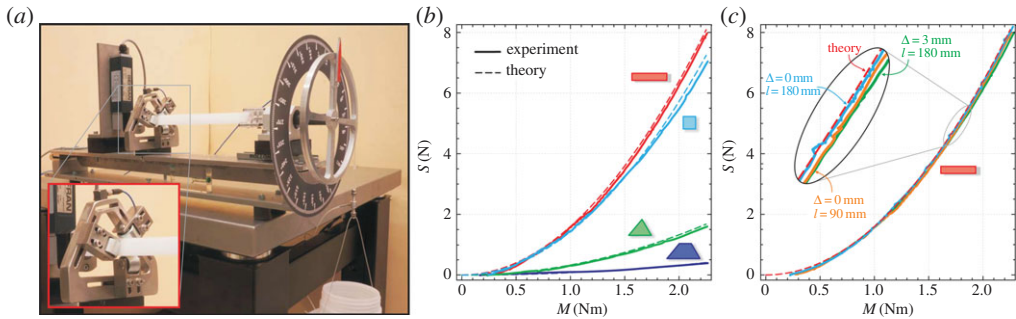 (a)
(b)
(c)
8
6
4
2
0
S (N)
experiment
theory
0.5
1.0
1.5
2.0
M (Nm)
8
6
4
2
0
S (N)
theory
Δ = 0 mm
l = 180 mm
Δ = 3 mm
l = 180 mm
Δ = 0 mm
l = 90 mm
0
0.5
1.0
1.5
2.0
M (Nm)